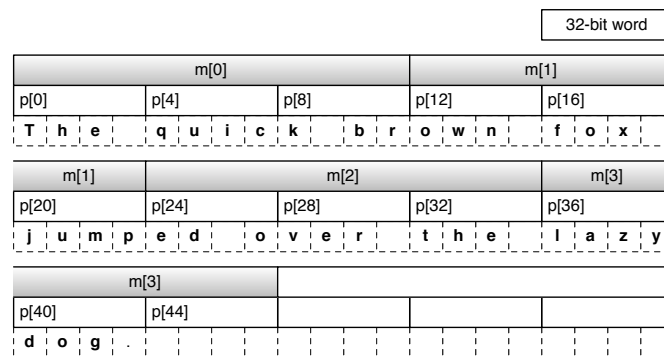 32-bit word
m[0] m[1]
p[0] p[4] p[8] p[12] p[16]
T h e q u i c k b r o w n f o x
m[1] m[2] m[3]
p[20] p[24] p[28] p[32] p[36]
j u m p e d o v e r t h e l a z y
m[3]
p[40] p[44]
d o g .